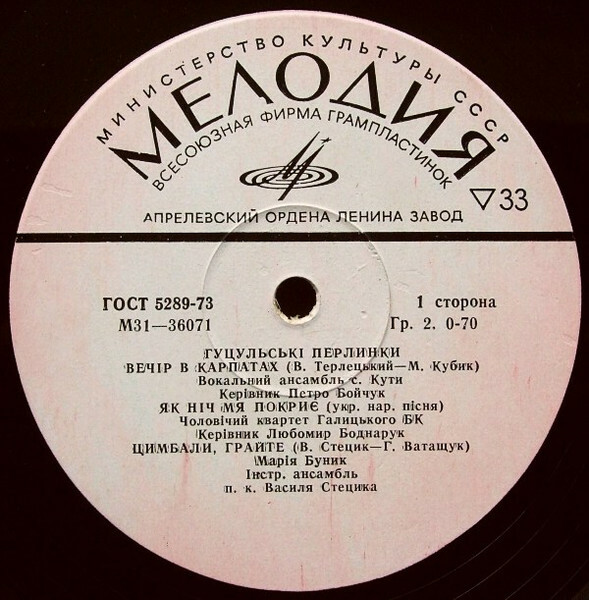 МИНИСТЕРСТВО КУЛЬТУРЫ СССР
МЕЛОДИЯ
ВСЕСОЮЗНАЯ ФИРМА ГРАМПЛАСТИНОК
▽33
АПРЕЛЕВСКИЙ ОРДЕНА ЛЕНИНА ЗАВОД
ГОСТ 5289-73 1 сторона
М31—36071 Гр. 2. 0-70
ГУЦУЛЬСЬКІ ПЕРЛИНКИ
ВЕЧІР В КАРПАТАХ (В. Терлецький—М. Кубик)
Вокальний ансамбль с. Кути
Керівник Петро Бойчук
ЯК НІЧ МЯ ПОКРИЄ (укр. нар. пісня)
Чоловічий квартет Галицького БК
Керівник Любомир Боднарук
ЦИМБАЛИ, ГРАЙТЕ (В. Стецик—Г. Ватащук)
Марія Буник
Інстр. ансамбль
п. к. Василя Стецика